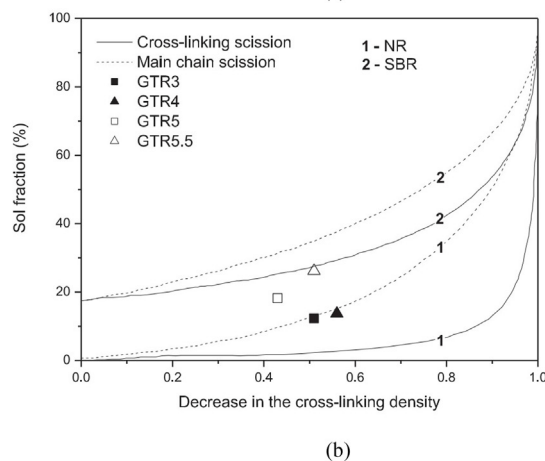 Cross-linking scission
Main chain scission
GTR3
GTR4
GTR5
GTR5.5
1 - NR
2 - SBR
Sol fraction (%)
100
80
60
40
20
0
2
2
1
1
0.0 0.2 0.4 0.6 0.8 1.0
Decrease in the cross-linking density
(b)